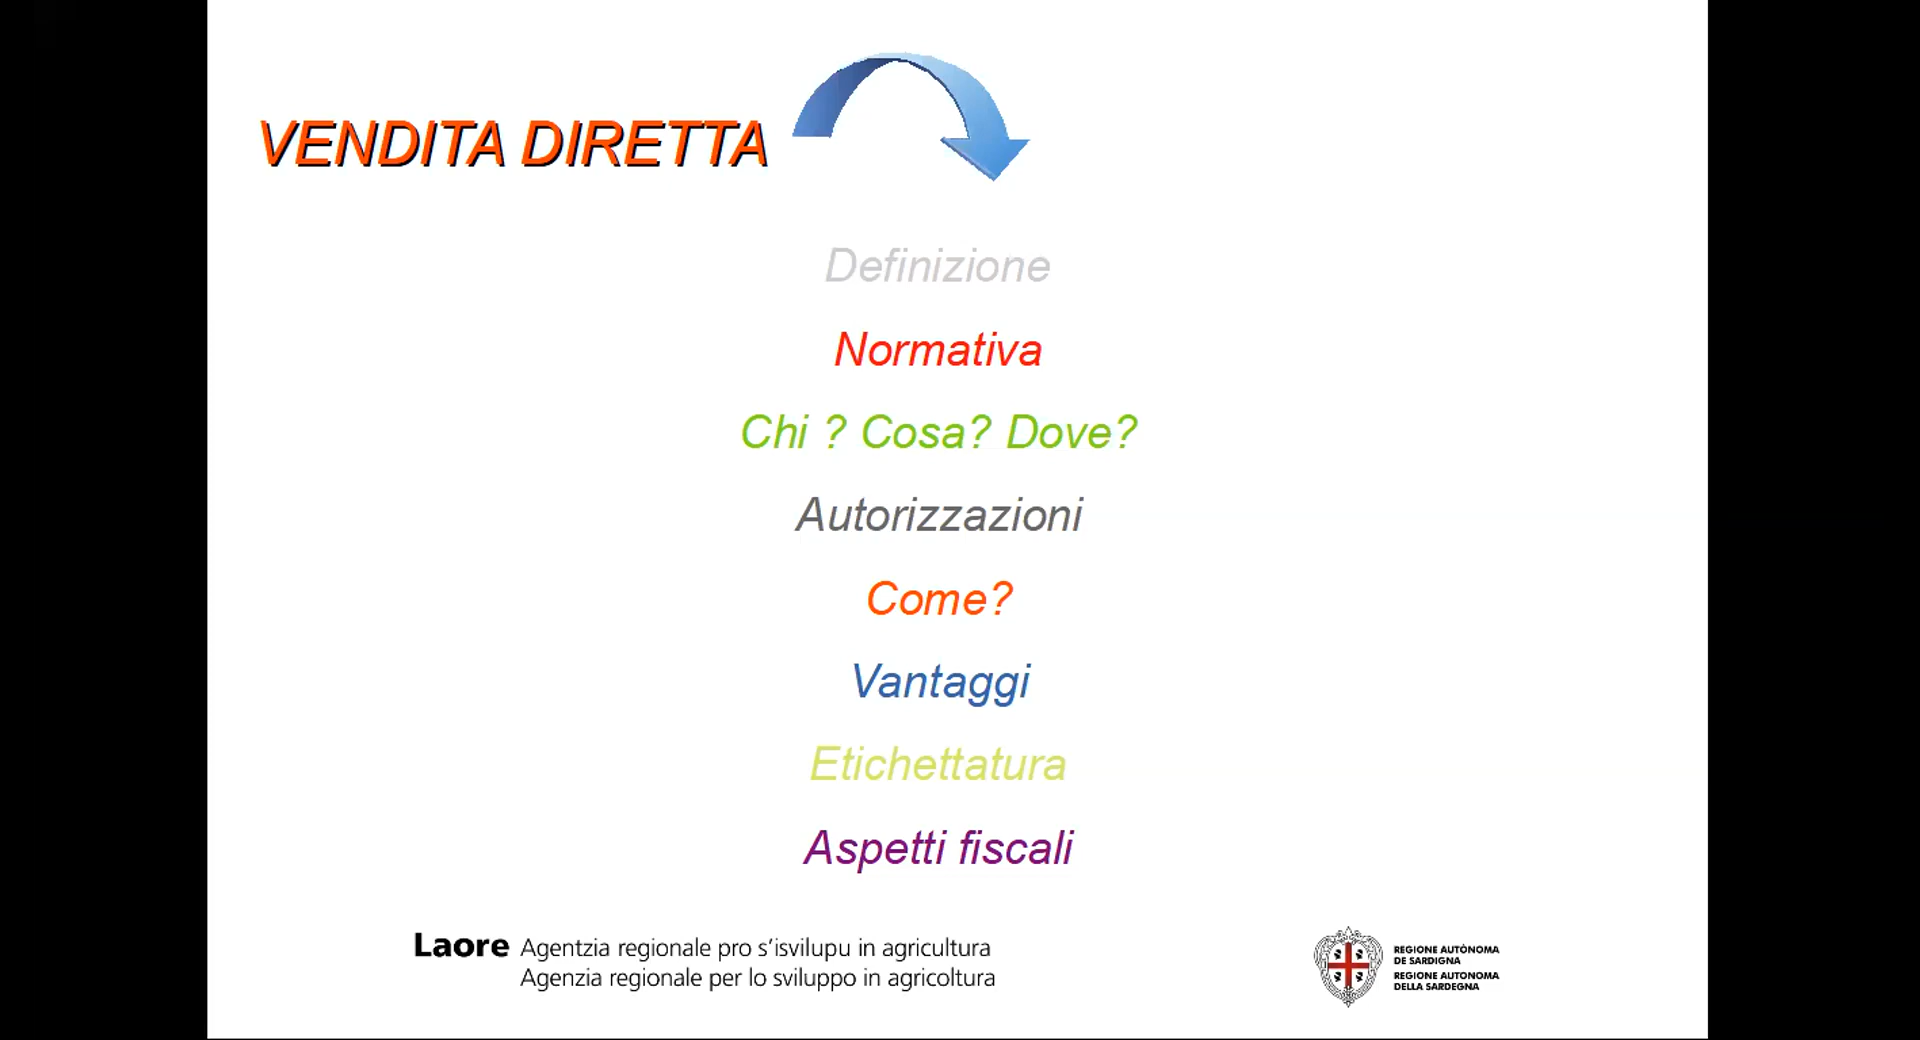 VENDITA DIRETTA
Definizione
Normativa
Chi ? Cosa? Dove?
Autorizzazioni
Come?
Vantaggi
Etichettatura
Aspetti fiscali
Laore Agentzia regionale pro s'isvilupu in agricultura
Agenzia regionale per lo sviluppo in agricoltura
REGIONE AUTÒNOMA
DE SARDIGNA
REGIONE AUTONOMA
DELLA SARDEGNA